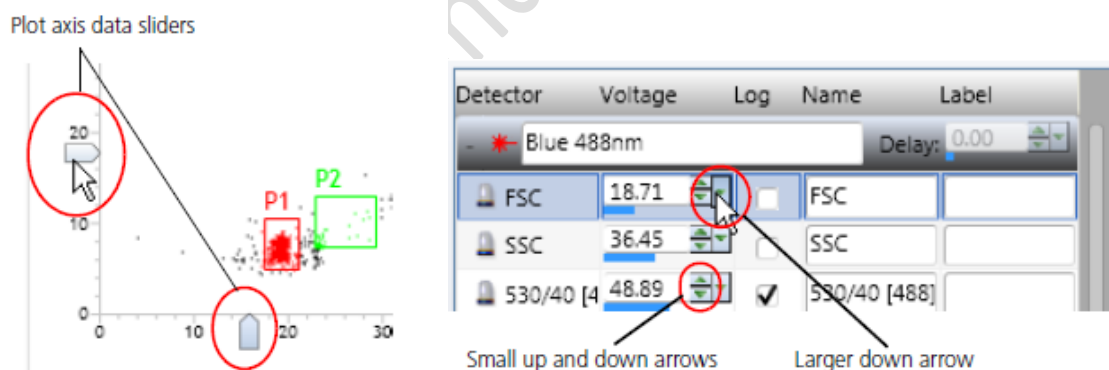 Plot axis data sliders
20
10
0
0 10 20 30
P1
P2
Detector Voltage Log Name Label
- Blue 488nm Delay: 0.00
FSC 18.71 FSC
SSC 36.45 SSC
530/40 [4 48.89 530/40 [488]
Small up and down arrows
Larger down arrow